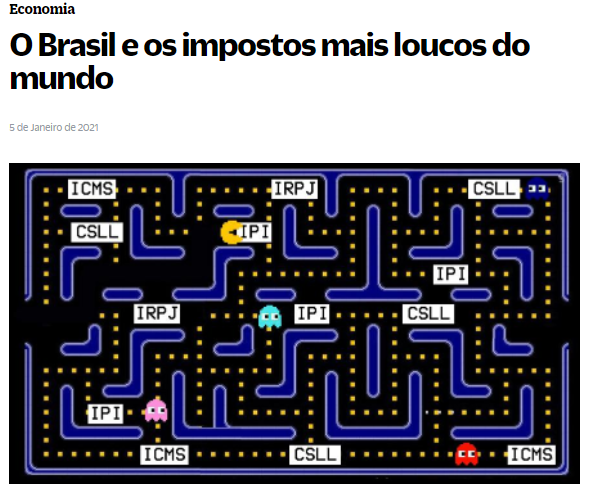 Economia
O Brasil e os impostos mais loucos do
mundo
5 de Janeiro de 2021
ICMS IRPJ CSLL
CSLL IPI
IPI
IRPJ IPI CSLL
IPI
ICMS CSLL ICMS